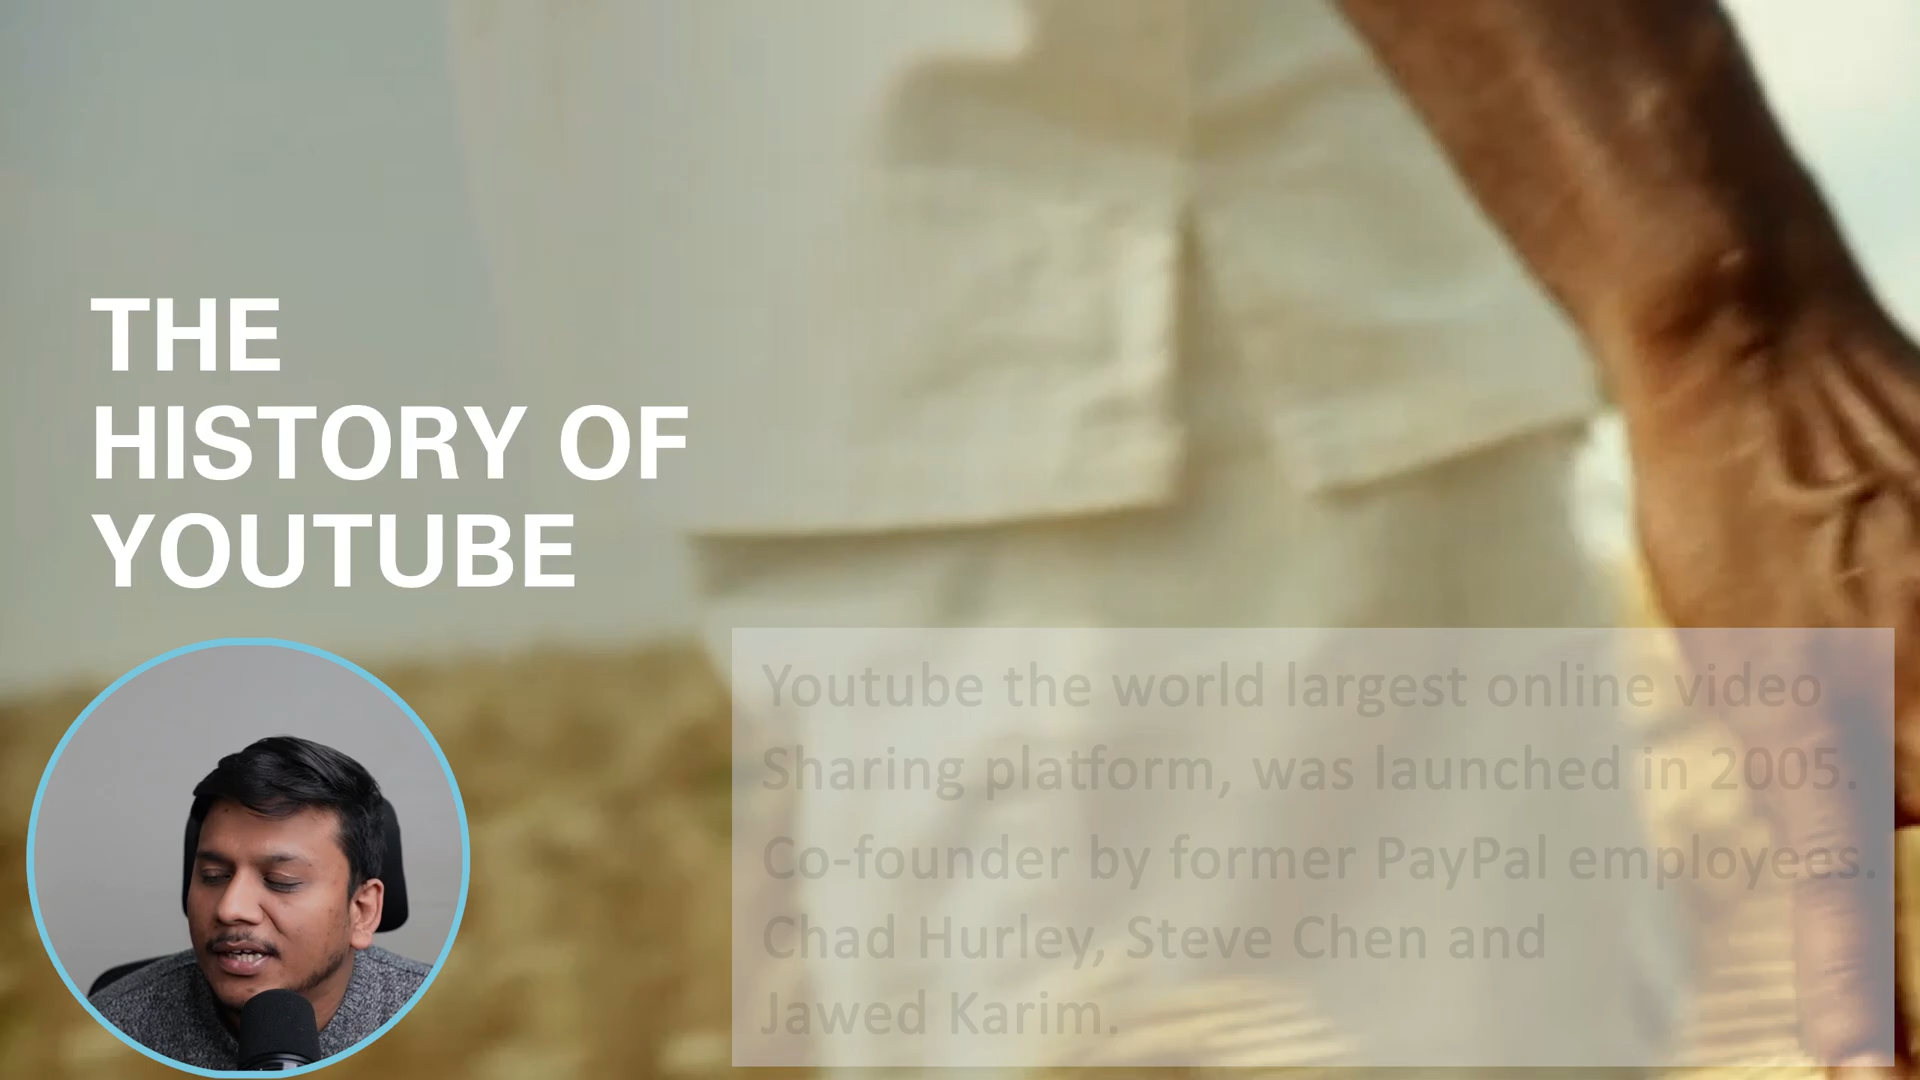 THE
HISTORY OF
YOUTUBE
Youtube the world largest online video
Sharing platform, was launched in 2005.
Co-founder by former PayPal employees.
Chad Hurley, Steve Chen and
Jawed Karim.